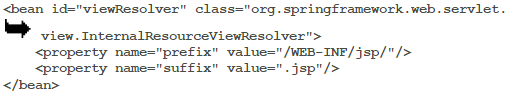 <bean id="viewResolver" class="org.springframework.web.servlet.
view.InternalResourceViewResolver">
<property name="prefix" value="/WEB-INF/jsp/"/>
<property name="suffix" value=".jsp"/>
</bean>